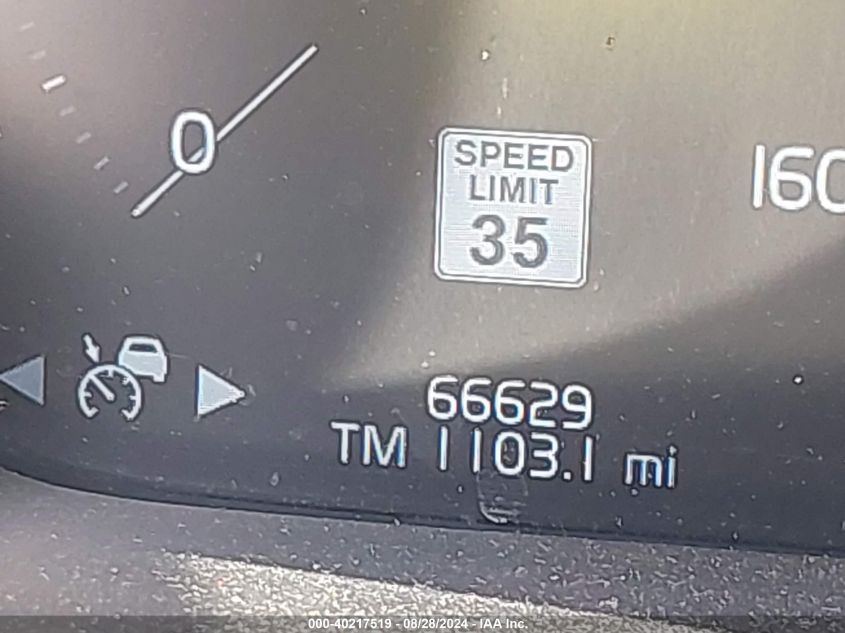 0
SPEED
LIMIT
35
160
66629
TM 1103.1 mi
000-40217519 - 08/28/2024 - IAA Inc.